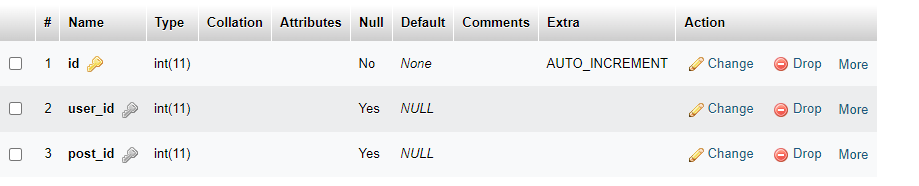 # Name Type Collation Attributes Null Default Comments Extra Action
1 id int(11) No None AUTO_INCREMENT Change Drop More
2 user_id int(11) Yes NULL Change Drop More
3 post_id int(11) Yes NULL Change Drop More